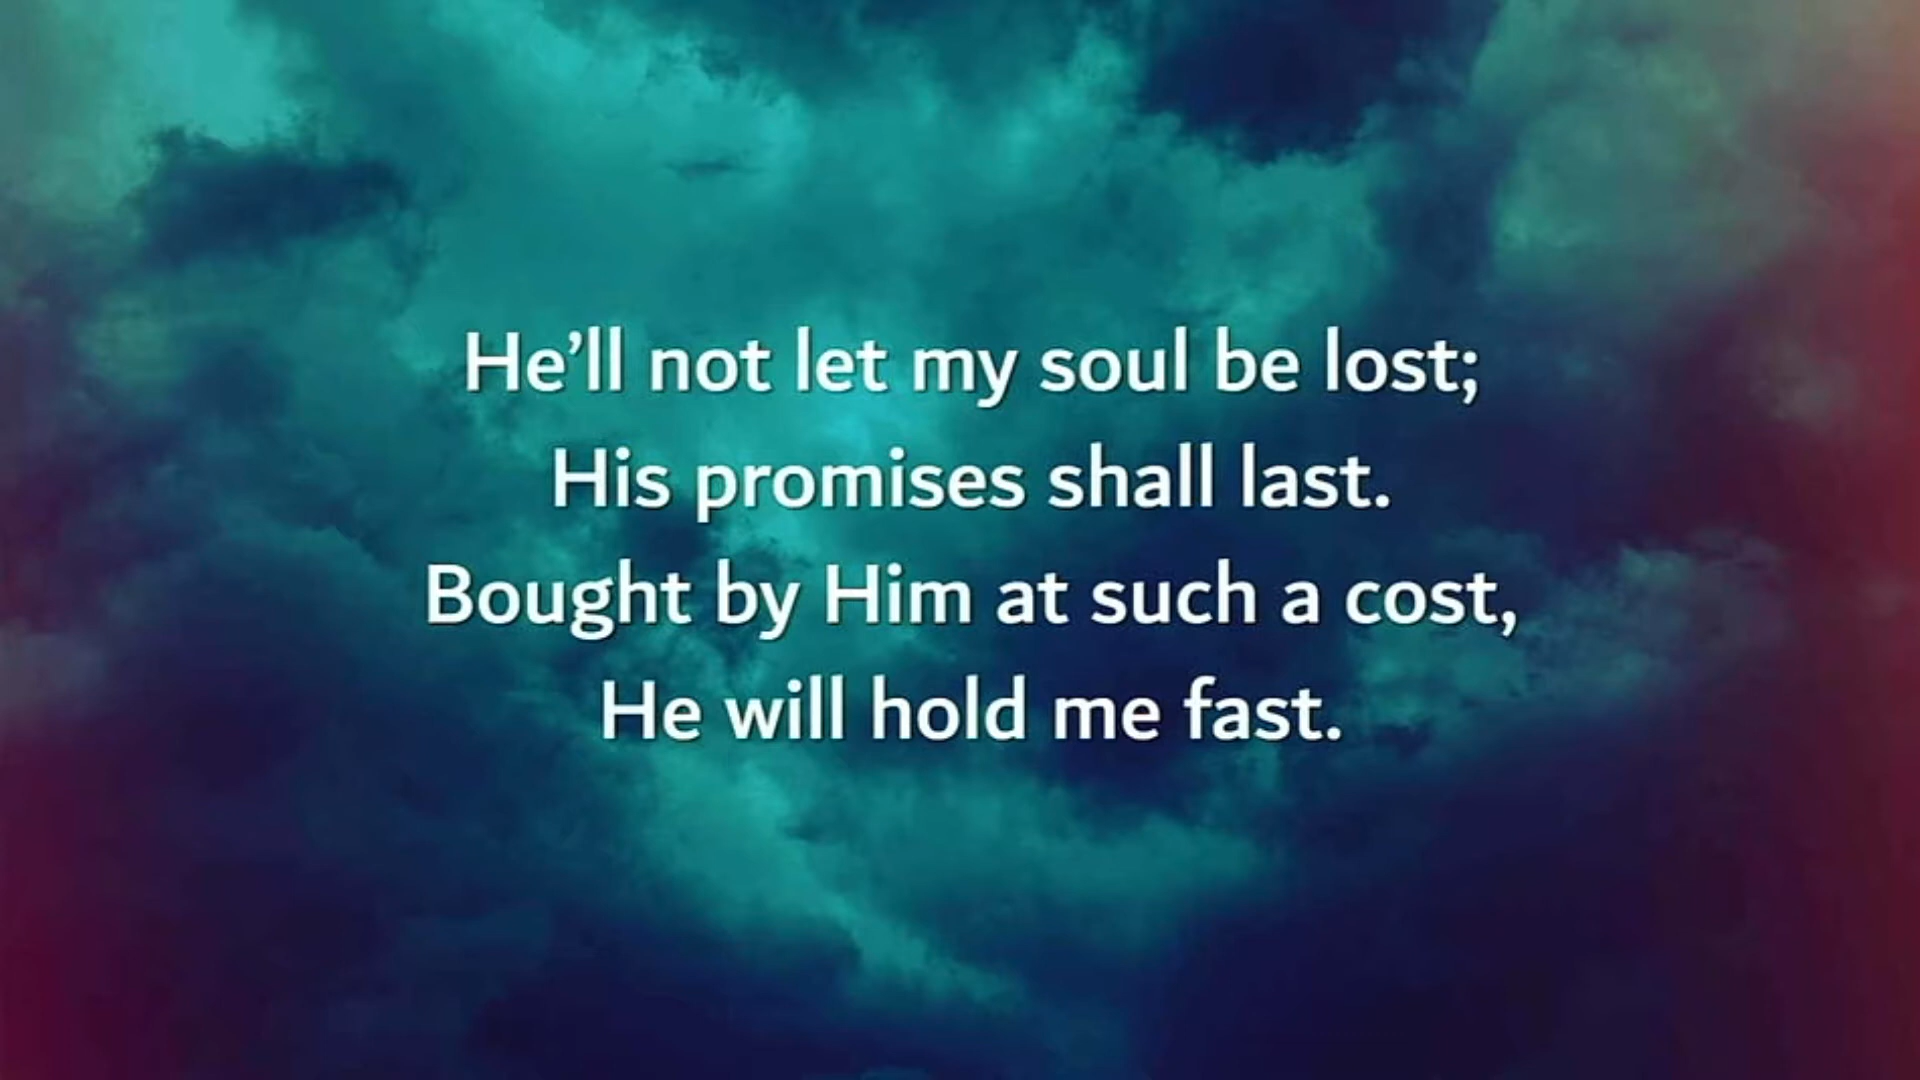 He’ll not let my soul be lost;
His promises shall last.
Bought by Him at such a cost,
He will hold me fast.